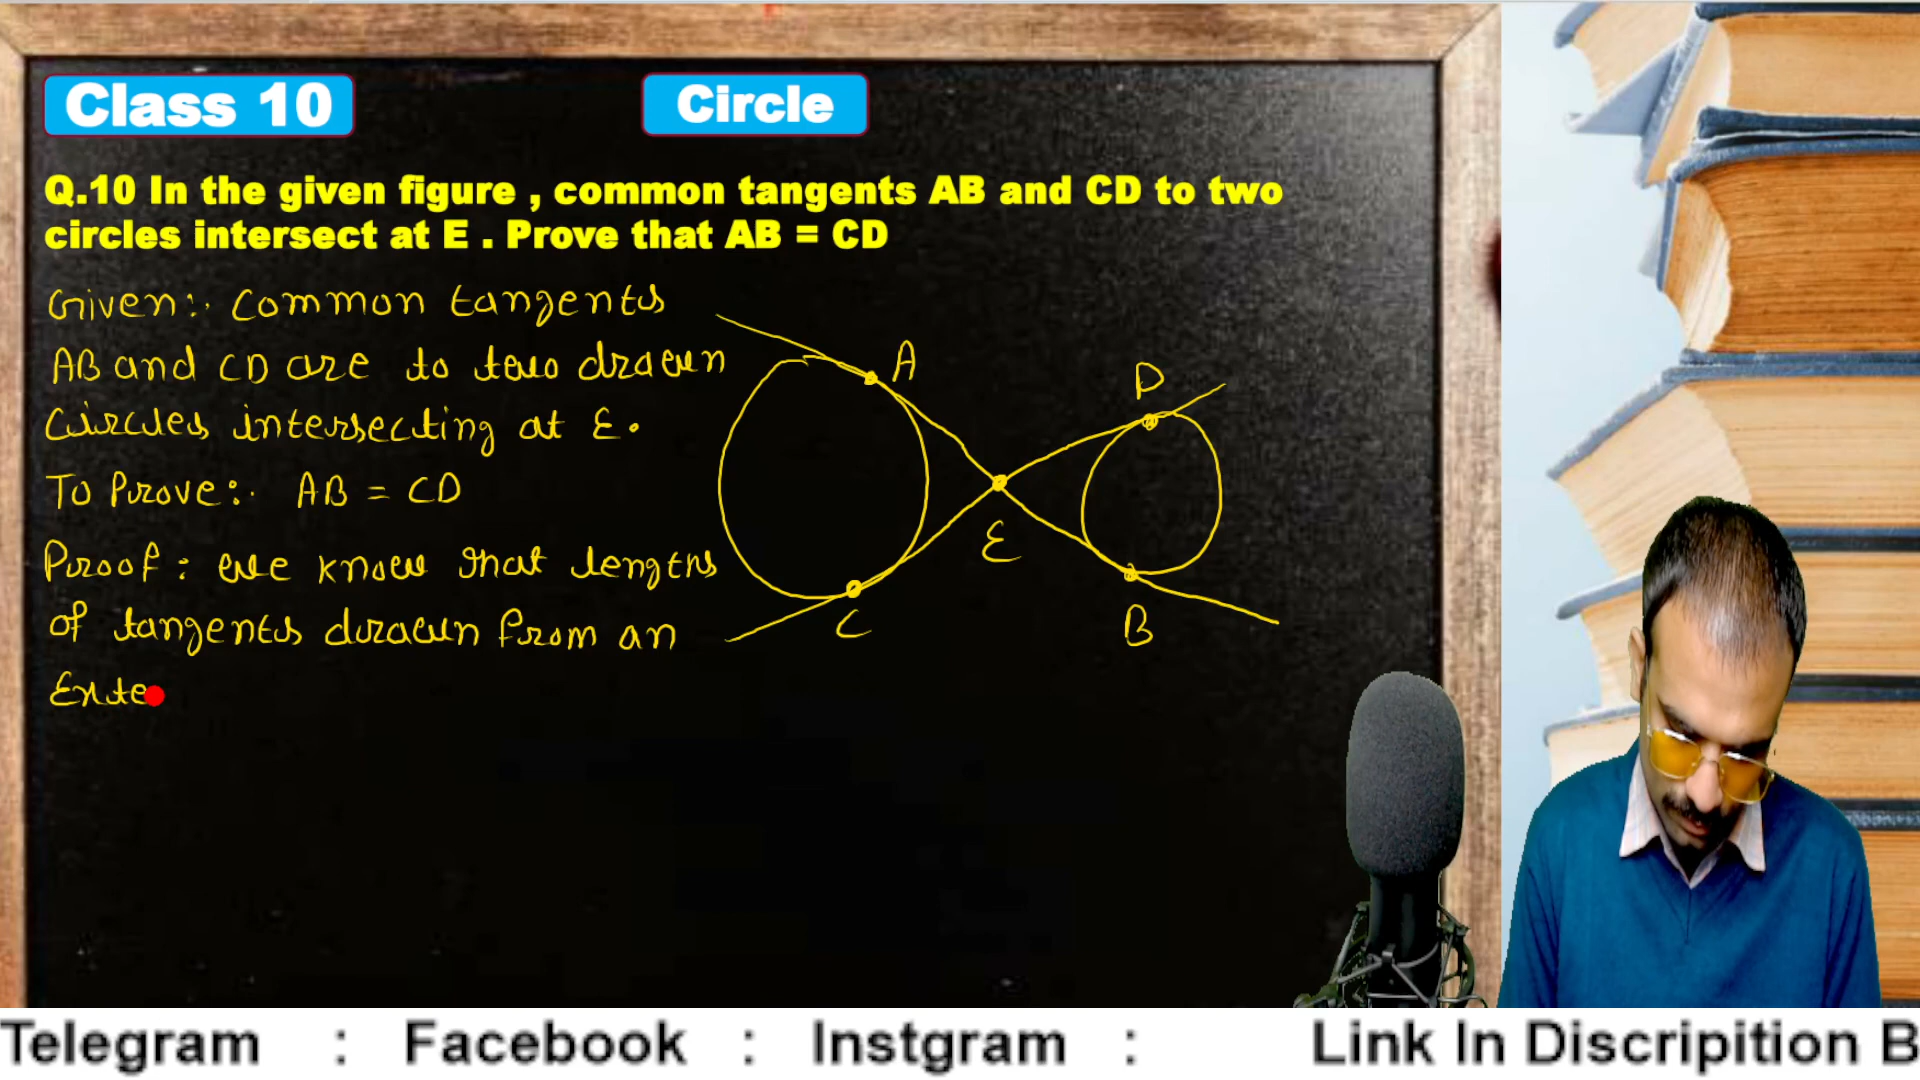 Class 10
Circle
Q.10 In the given figure , common tangents AB and CD to two
circles intersect at E . Prove that AB = CD
Given:. Common tangents
AB and CD are to two drawn
Circles intersecting at E.
To Prove:. AB = CD
Proof : we know that lengths
of tangents drawn from an
Exte
A
D
E
C
B
Telegram : Facebook : Instgram : Link In Discripition B